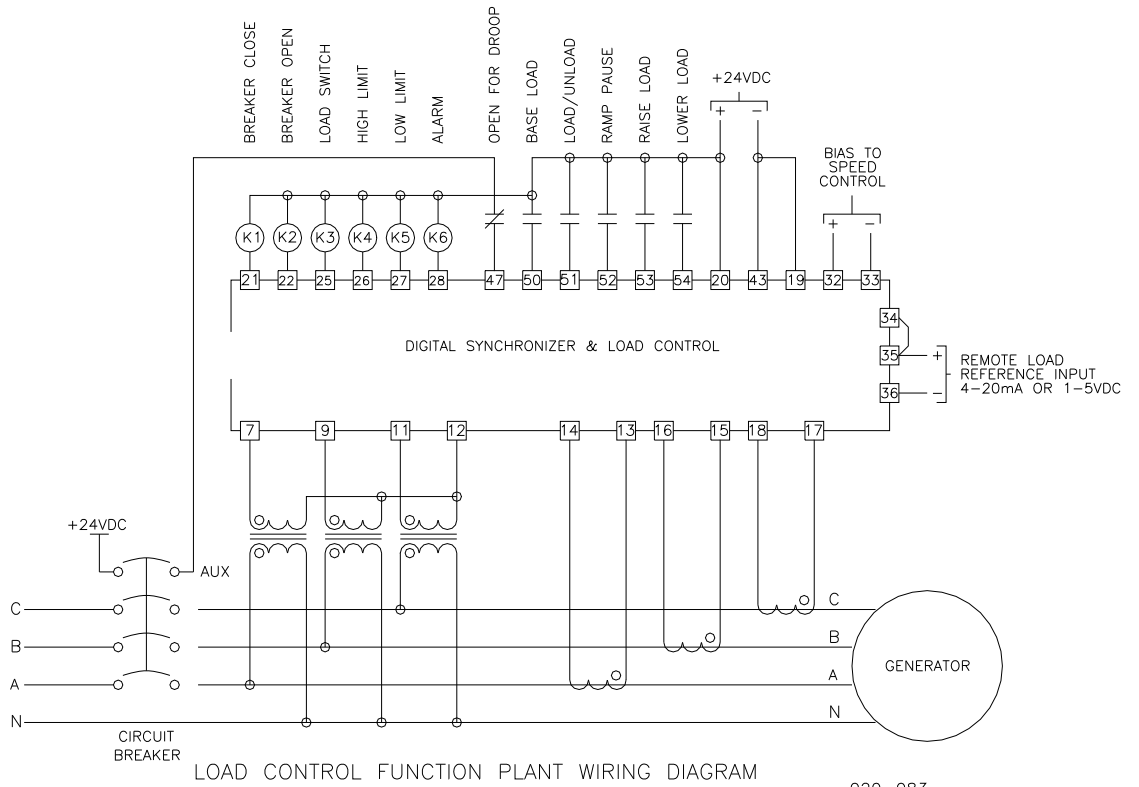 BREAKER CLOSE
BREAKER OPEN
LOAD SWITCH
HIGH LIMIT
LOW LIMIT
ALARM
OPEN FOR DROOP
BASE LOAD
LOAD/UNLOAD
RAMP PAUSE
RAISE LOAD
LOWER LOAD
+24VDC
+ −
BIAS TO
SPEED
CONTROL
+ −
K1 K2 K3 K4 K5 K6
21 22 25 26 27 28 47 50 51 52 53 54 20 43 19 32 33
34
35
36
DIGITAL SYNCHRONIZER & LOAD CONTROL
+
−
REMOTE LOAD
REFERENCE INPUT
4−20mA OR 1−5VDC
7 9 11 12 14 13 16 15 18 17
+24VDC
AUX
C
B
A
N
C
B
A
N
GENERATOR
CIRCUIT
BREAKER
LOAD CONTROL FUNCTION PLANT WIRING DIAGRAM